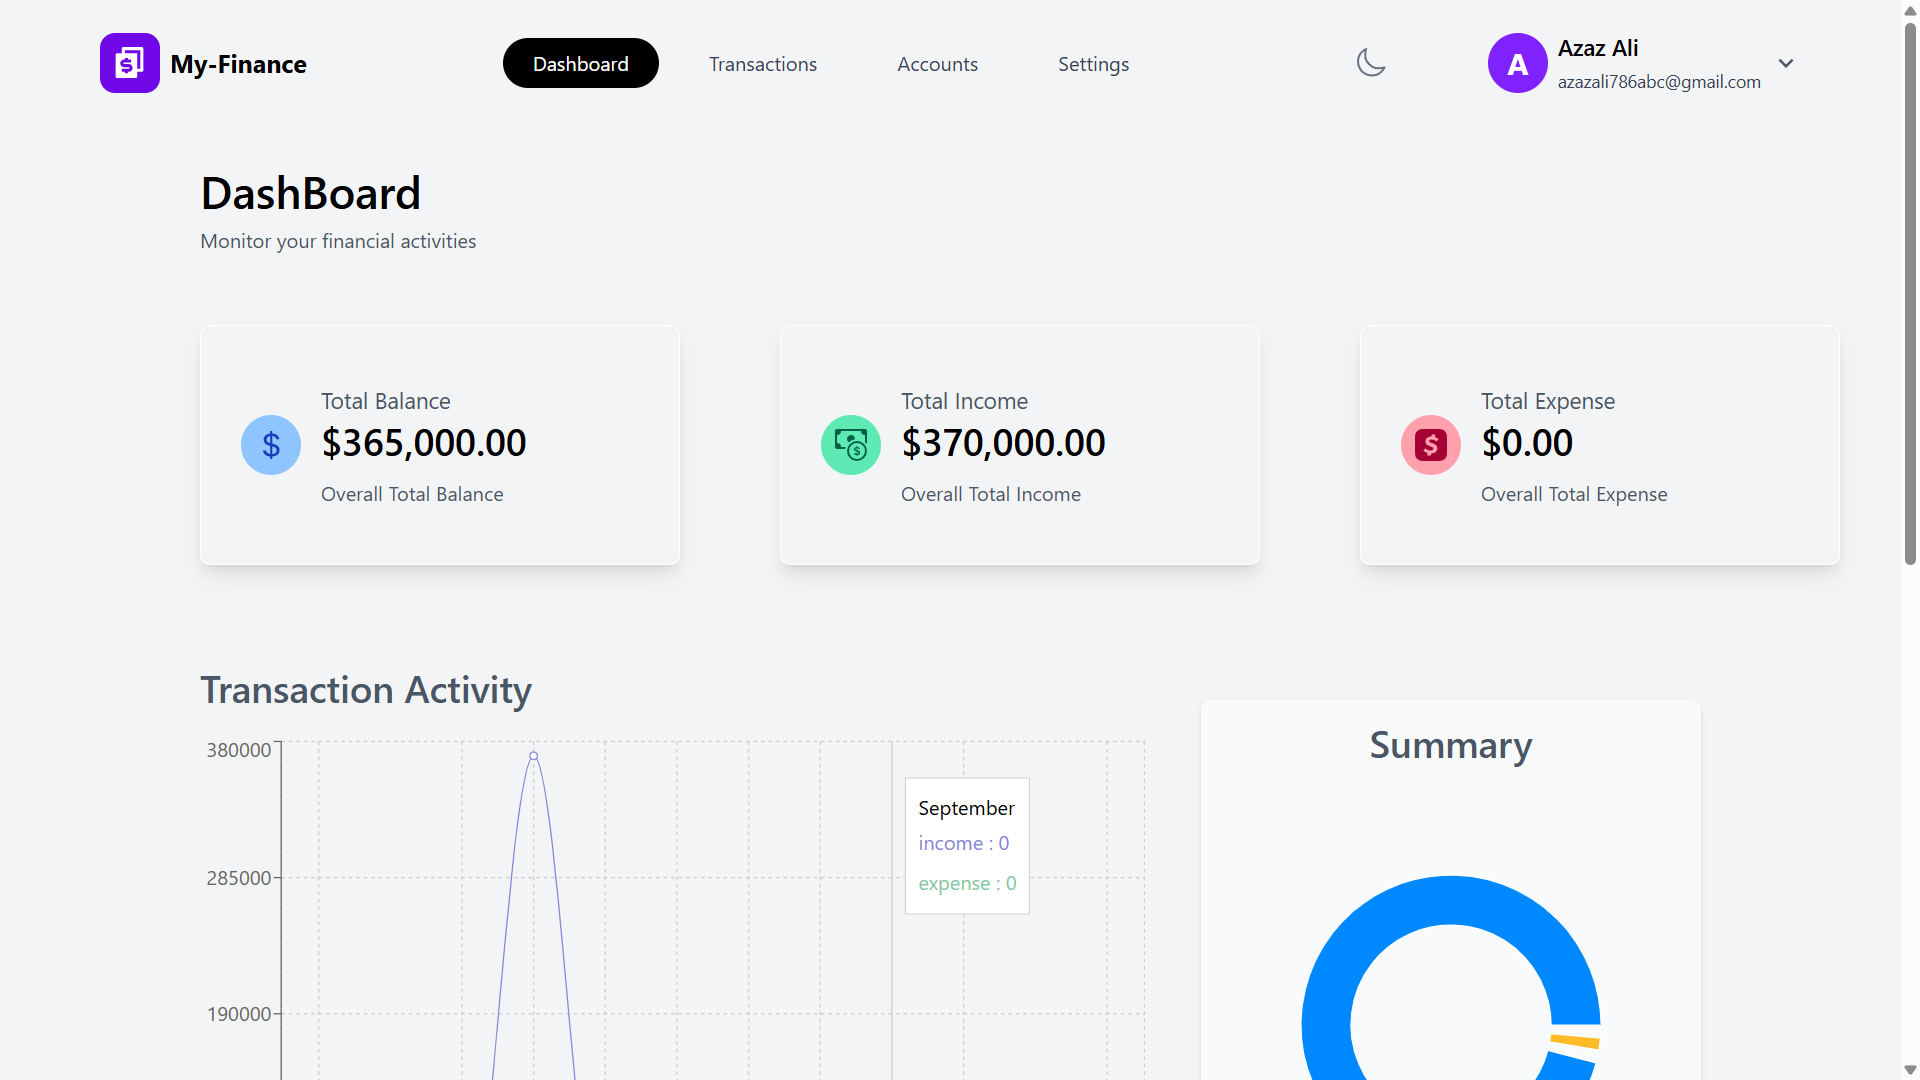 My-Finance
Dashboard
Transactions
Accounts
Settings
A
Azaz Ali
azazali786abc@gmail.com
DashBoard
Monitor your financial activities
$
Total Balance
$365,000.00
Overall Total Balance
Total Income
$370,000.00
Overall Total Income
$
Total Expense
$0.00
Overall Total Expense
Transaction Activity
380000
285000
190000
September
income : 0
expense : 0
Summary